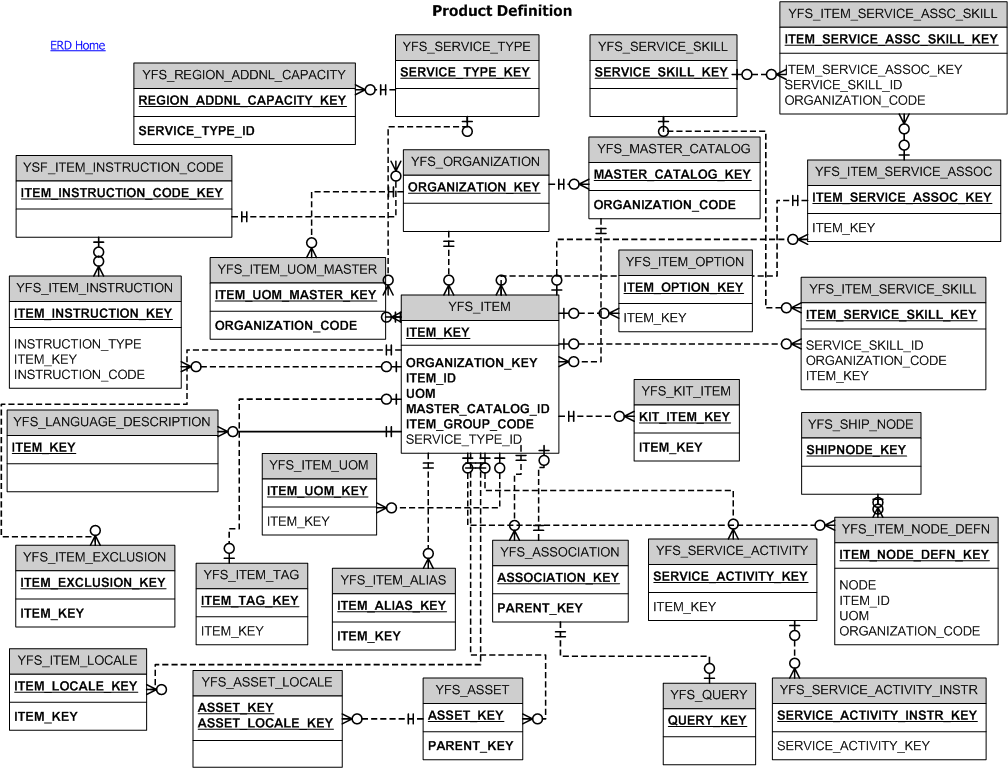 Product Definition
ERD Home
YFS_REGION_ADDNL_CAPACITY
REGION_ADDNL_CAPACITY_KEY
SERVICE_TYPE_ID
YFS_SERVICE_TYPE
SERVICE_TYPE_KEY
YFS_SERVICE_SKILL
SERVICE_SKILL_KEY
YFS_ITEM_SERVICE_ASSC_SKILL
ITEM_SERVICE_ASSC_SKILL_KEY
ITEM_SERVICE_ASSOC_KEY
SERVICE_SKILL_ID
ORGANIZATION_CODE
YSF_ITEM_INSTRUCTION_CODE
ITEM_INSTRUCTION_CODE_KEY
YFS_ORGANIZATION
ORGANIZATION_KEY
YFS_MASTER_CATALOG
MASTER_CATALOG_KEY
ORGANIZATION_CODE
YFS_ITEM_SERVICE_ASSOC
ITEM_SERVICE_ASSOC_KEY
ITEM_KEY
YFS_ITEM_INSTRUCTION
ITEM_INSTRUCTION_KEY
INSTRUCTION_TYPE
ITEM_KEY
INSTRUCTION_CODE
YFS_ITEM_UOM_MASTER
ITEM_UOM_MASTER_KEY
ORGANIZATION_CODE
YFS_ITEM
ITEM_KEY
ORGANIZATION_KEY
ITEM_ID
UOM
MASTER_CATALOG_ID
ITEM_GROUP_CODE
SERVICE_TYPE_ID
YFS_ITEM_OPTION
ITEM_OPTION_KEY
ITEM_KEY
YFS_ITEM_SERVICE_SKILL
ITEM_SERVICE_SKILL_KEY
SERVICE_SKILL_ID
ORGANIZATION_CODE
ITEM_KEY
YFS_LANGUAGE_DESCRIPTION
ITEM_KEY
YFS_KIT_ITEM
KIT_ITEM_KEY
ITEM_KEY
YFS_SHIP_NODE
SHIPNODE_KEY
YFS_ITEM_UOM
ITEM_UOM_KEY
ITEM_KEY
YFS_ITEM_EXCLUSION
ITEM_EXCLUSION_KEY
ITEM_KEY
YFS_ITEM_TAG
ITEM_TAG_KEY
ITEM_KEY
YFS_ITEM_ALIAS
ITEM_ALIAS_KEY
ITEM_KEY
YFS_ASSOCIATION
ASSOCIATION_KEY
PARENT_KEY
YFS_SERVICE_ACTIVITY
SERVICE_ACTIVITY_KEY
ITEM_KEY
YFS_ITEM_NODE_DEFN
ITEM_NODE_DEFN_KEY
NODE
ITEM_ID
UOM
ORGANIZATION_CODE
YFS_ITEM_LOCALE
ITEM_LOCALE_KEY
ITEM_KEY
YFS_ASSET_LOCALE
ASSET_KEY
ASSET_LOCALE_KEY
YFS_ASSET
ASSET_KEY
PARENT_KEY
YFS_QUERY
QUERY_KEY
YFS_SERVICE_ACTIVITY_INSTR
SERVICE_ACTIVITY_INSTR_KEY
SERVICE_ACTIVITY_KEY